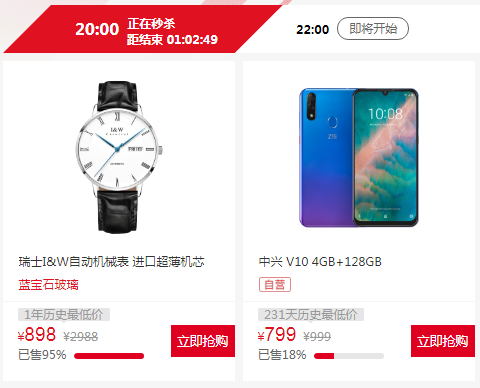 20:00 正在秒杀
距结束 01:02:49
22:00 即将开始
I&W
ZTE
10:08
瑞士I&W自动机械表 进口超薄机芯
蓝宝石玻璃
1年历史最低价
¥898 ¥2988
已售95%
立即抢购
中兴 V10 4GB+128GB
自营
231天历史最低价
¥799 ¥999
已售18%
立即抢购